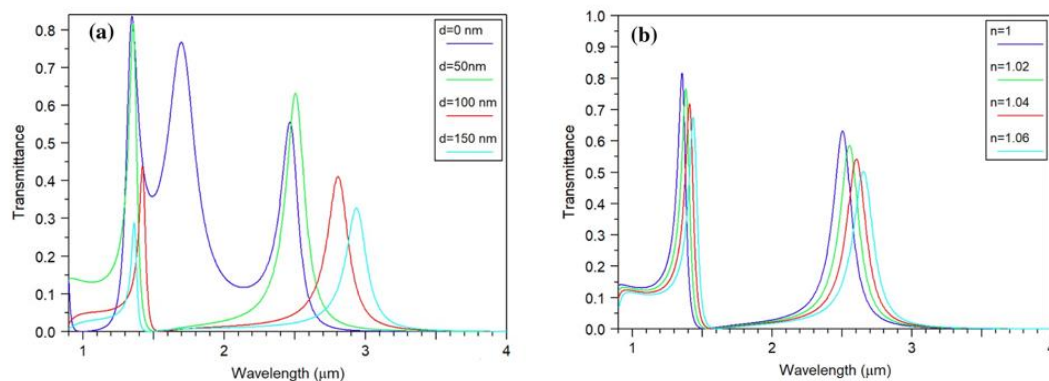 (a)
d=0 nm
d=50nm
d=100 nm
d=150 nm
0.8
0.7
0.6
0.5
0.4
0.3
0.2
0.1
0.0
Transmittance
1
2
3
4
Wavelength (μm)
(b)
n=1
n=1.02
n=1.04
n=1.06
1.0
0.9
0.8
0.7
0.6
0.5
0.4
0.3
0.2
0.1
0.0
Transmittance
1
2
3
4
Wavelength (μm)